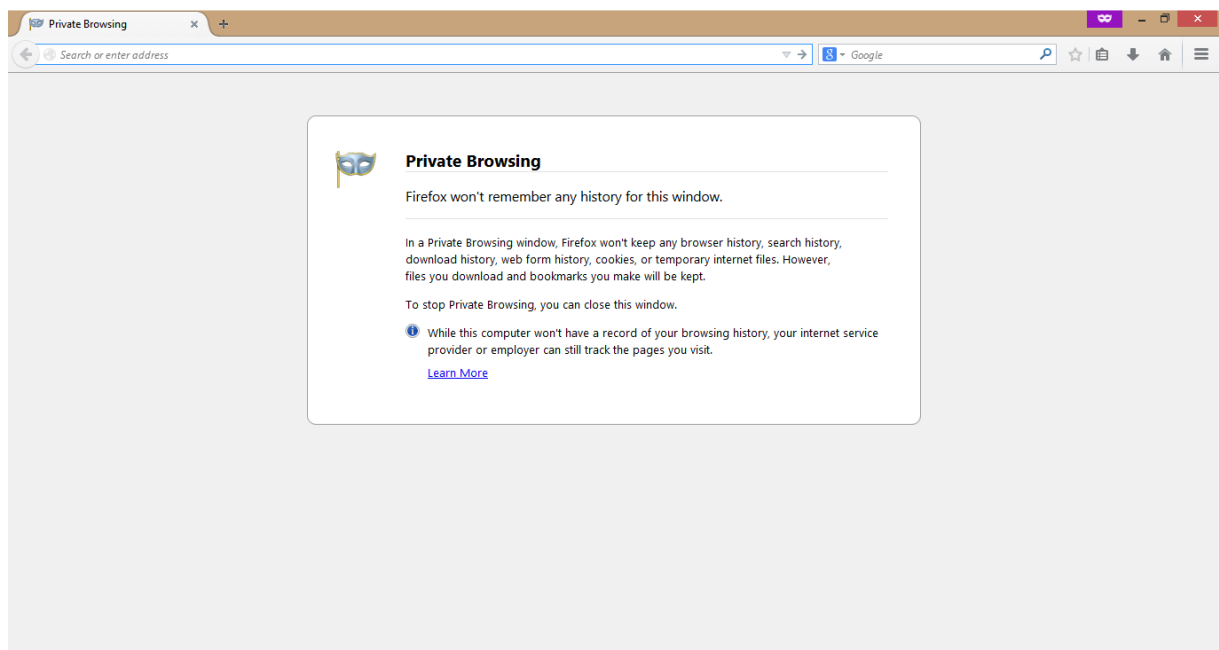 Private Browsing
Search or enter address
Google
Private Browsing
Firefox won't remember any history for this window.
In a Private Browsing window, Firefox won't keep any browser history, search history,
download history, web form history, cookies, or temporary internet files. However,
files you download and bookmarks you make will be kept.
To stop Private Browsing, you can close this window.
While this computer won't have a record of your browsing history, your internet service
provider or employer can still track the pages you visit.
Learn More